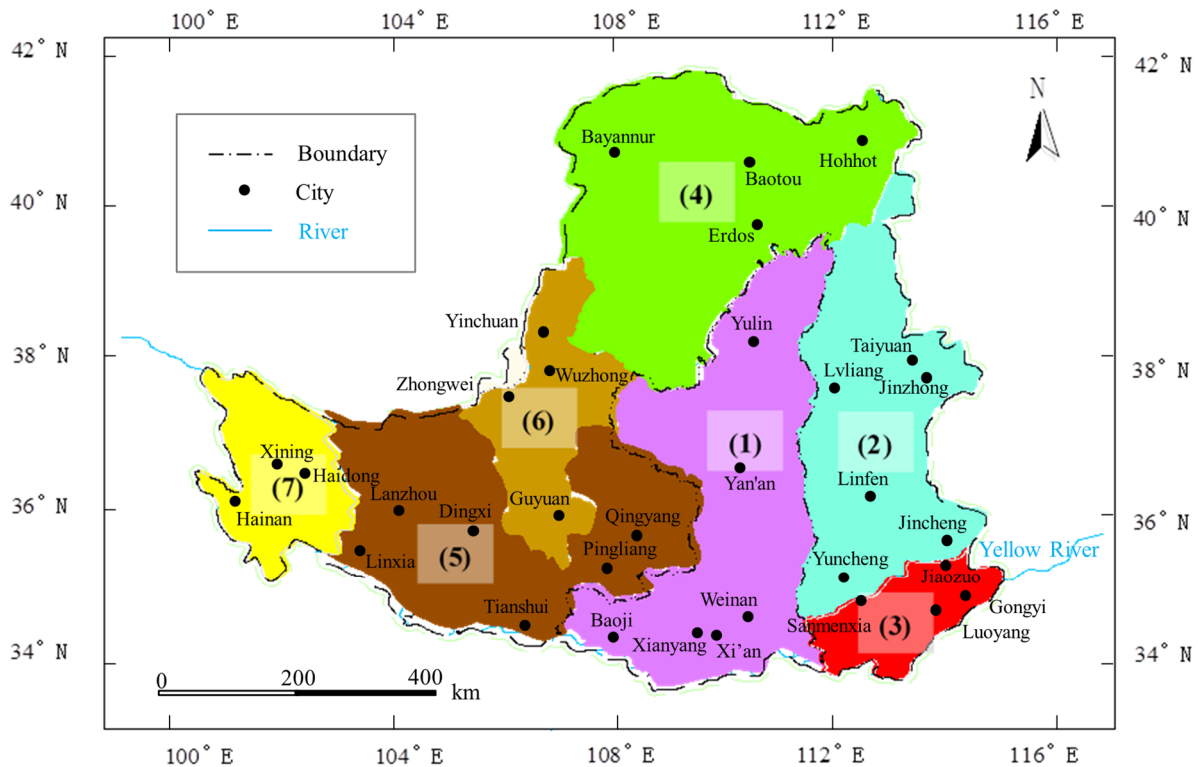 100° E 104° E 108° E 112° E 116° E
42° N 42° N
N
Boundary
City
River
Bayannur
Baotou
Hohhot
(4)
Erdos
40° N 40° N
Yinchuan
Yulin
Taiyuan
Lvliang
Jinzhong
38° N 38° N
Zhongwei
Wuzhong
(6)
(1)
(2)
Xining
Haidong
(7)
Hainan
Yan'an
Linfen
Lanzhou
Dingxi
Guyuan
Qingyang
Jincheng
36° N 36° N
Yellow River
Linxia
(5)
Pingliang
Yuncheng
Jiaozuo
Tianshui
Baoji
Weinan
Sanmenxia
(3)
Gongyi
Luoyang
Xianyang
Xi’an
34° N 34° N
0 200 400
km
100° E 104° E 108° E 112° E 116° E